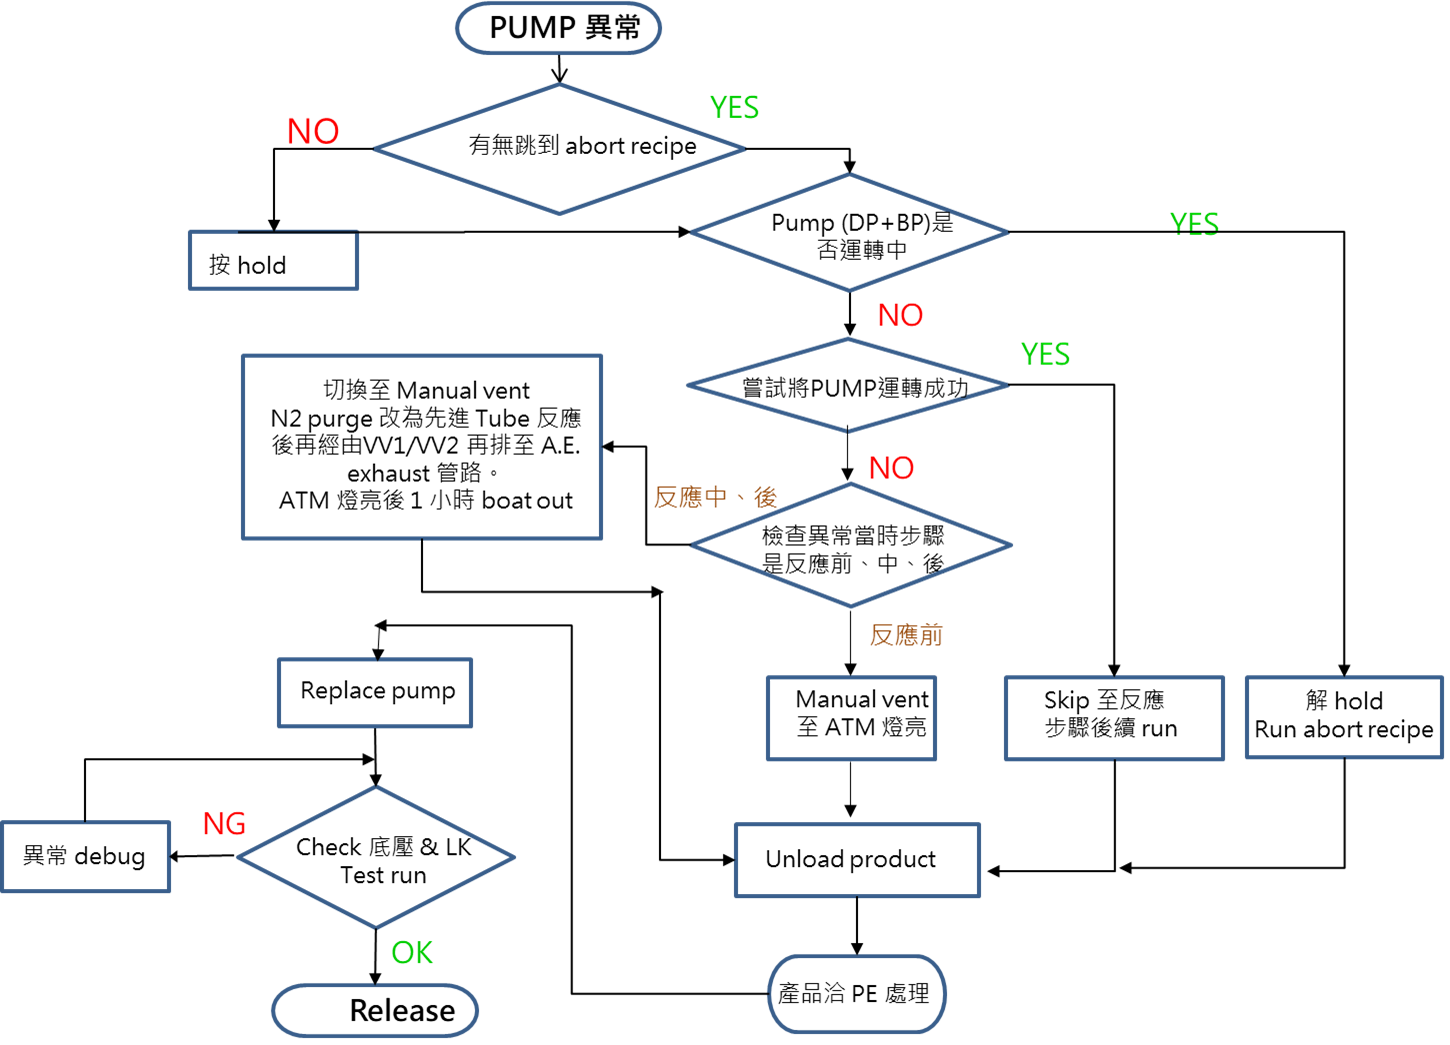 PUMP 異常
YES
NO
有無跳到 abort recipe
Pump (DP+BP)是
否運轉中
YES
按 hold
NO
YES
嘗試將PUMP運轉成功
切換至 Manual vent
N2 purge 改為先進 Tube 反應
後再經由VV1/VV2 再排至 A.E.
exhaust 管路。
ATM 燈亮後 1 小時 boat out
NO
反應中、後
檢查異常當時步驟
是反應前、中、後
反應前
Replace pump
Manual vent
至 ATM 燈亮
Skip 至反應
步驟後續 run
解 hold
Run abort recipe
NG
異常 debug
Check 底壓 & LK
Test run
Unload product
OK
產品洽 PE 處理
Release